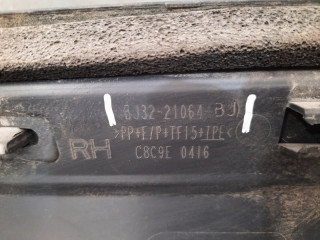 BJ32-21064-BJ
>PP+E/P+TF15+TPE<
RH C8C9E 0416